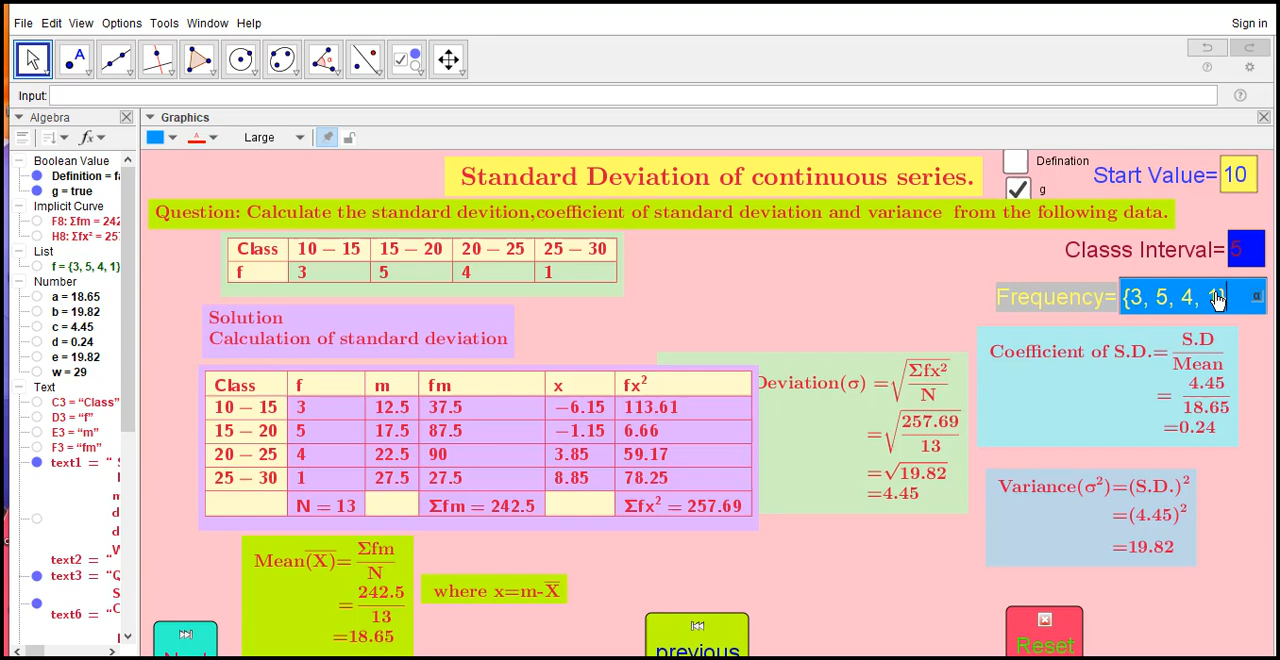 File Edit View Options Tools Window Help Sign in
Input:
Algebra
Graphics
Large
Boolean Value
Definition = fa
g = true
Implicit Curve
F8: Σfm = 242
H8: Σfx² = 257
List
f = {3, 5, 4, 1}
Number
a = 18.65
b = 19.82
c = 4.45
d = 0.24
e = 19.82
w = 29
Text
C3 = "Class"
D3 = "f"
E3 = "m"
F3 = "fm"
text1 = "
text2 = "
text3 = "Q
text6 = "
Standard Deviation of continuous series.
Defination
g
Start Value= 10
Question: Calculate the standard devition,coefficient of standard deviation and variance from the following data.
Classs Interval= 5
Class 10 − 15 15 − 20 20 − 25 25 − 30
f 3 5 4 1
Frequency= {3, 5, 4, 1}
Solution
Calculation of standard deviation
Class f m fm x fx²
10 − 15 3 12.5 37.5 −6.15 113.61
15 − 20 5 17.5 87.5 −1.15 6.66
20 − 25 4 22.5 90 3.85 59.17
25 − 30 1 27.5 27.5 8.85 78.25
N = 13 Σfm = 242.5 Σfx² = 257.69
Deviation(σ) =√(Σfx²/N)
=√(257.69/13)
=√19.82
=4.45
Coefficient of S.D.= S.D/Mean
= 4.45/18.65
=0.24
Variance(σ²)=(S.D.)²
=(4.45)²
=19.82
Mean(X̅)= Σfm/N
= 242.5/13
=18.65
where x=m-X̅
Next
previous
Reset